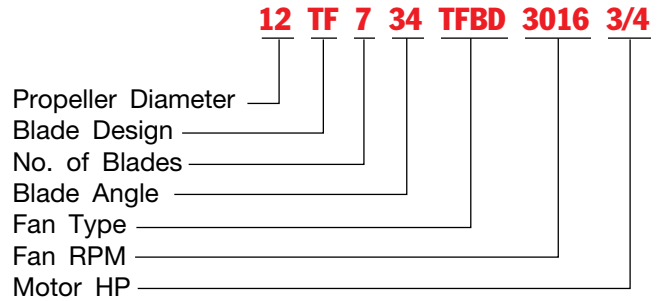 12 TF 7 34 TFBD 3016 3/4
Propeller Diameter
Blade Design
No. of Blades
Blade Angle
Fan Type
Fan RPM
Motor HP